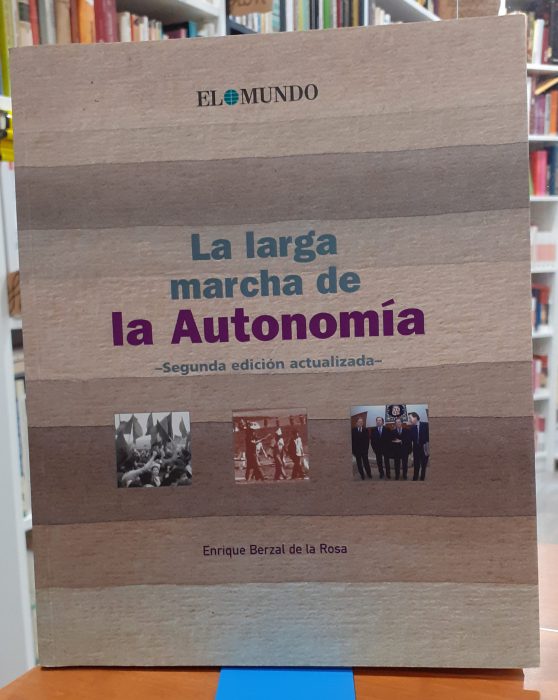 EL MUNDO
La larga
marcha de
la Autonomía
–Segunda edición actualizada–
Enrique Berzal de la Rosa